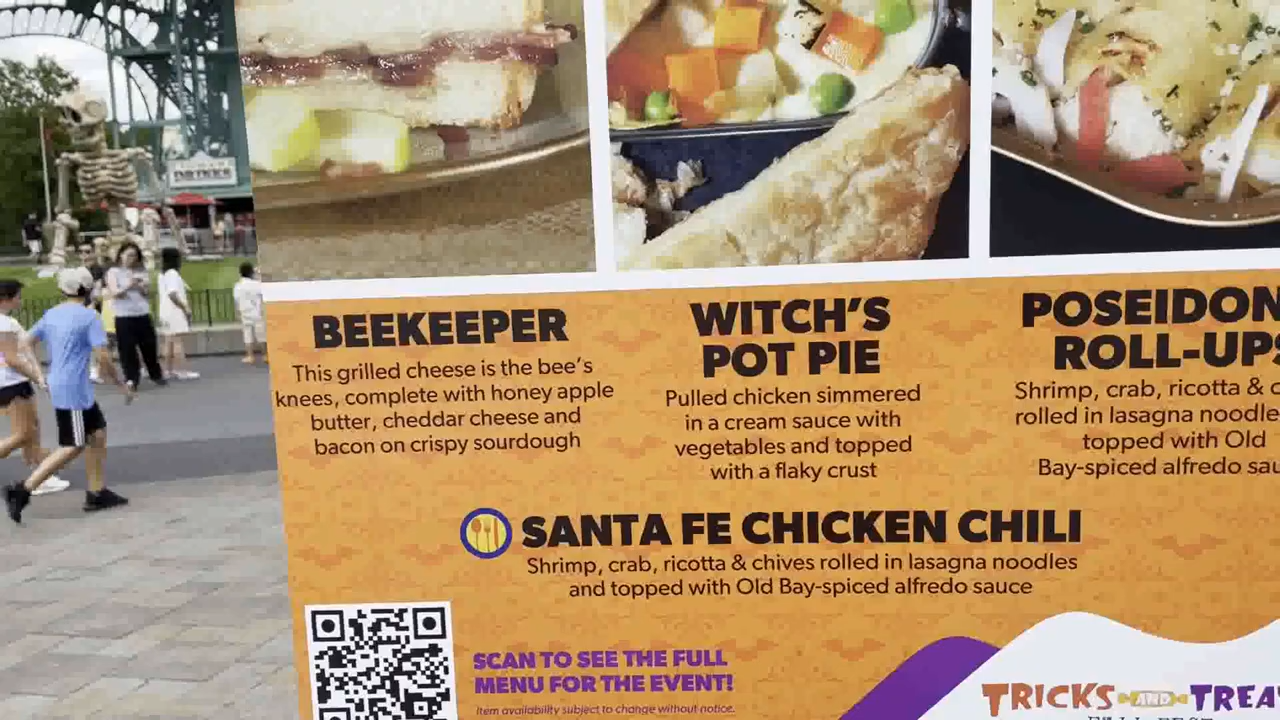 BEEKEEPER
This grilled cheese is the bee's
knees, complete with honey apple
butter, cheddar cheese and
bacon on crispy sourdough
WITCH'S
POT PIE
Pulled chicken simmered
in a cream sauce with
vegetables and topped
with a flaky crust
POSEIDON
ROLL-UPS
Shrimp, crab, ricotta & c
rolled in lasagna noodle
topped with Old
Bay-spiced alfredo sau
SANTA FE CHICKEN CHILI
Shrimp, crab, ricotta & chives rolled in lasagna noodles
and topped with Old Bay-spiced alfredo sauce
SCAN TO SEE THE FULL
MENU FOR THE EVENT!
Item availability subject to change without notice.
TRICKS AND TREA